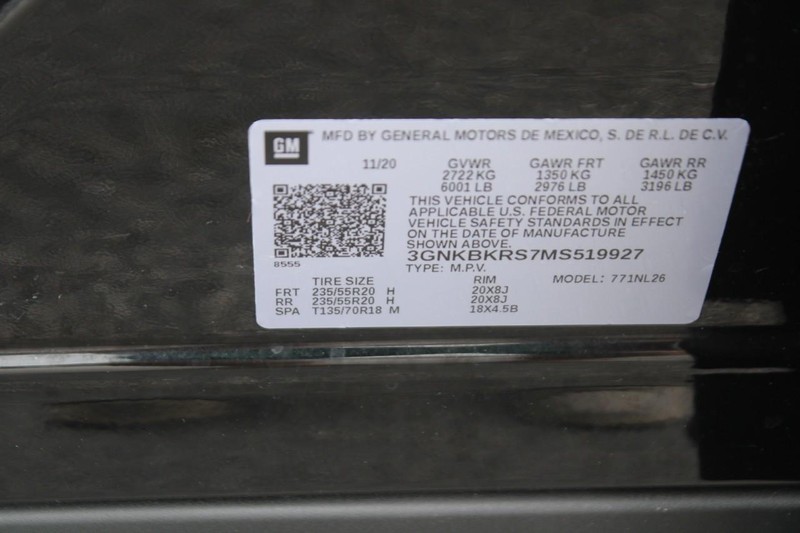 GM MFD BY GENERAL MOTORS DE MEXICO, S. DE R.L. DE C.V.
11/20 GVWR GAWR FRT GAWR RR
2722 KG 1350 KG 1450 KG
6001 LB 2976 LB 3196 LB
THIS VEHICLE CONFORMS TO ALL
APPLICABLE U.S. FEDERAL MOTOR
VEHICLE SAFETY STANDARDS IN EFFECT
ON THE DATE OF MANUFACTURE
SHOWN ABOVE.
3GNKBKRS7MS519927
8555
TYPE: M.P.V. MODEL: 771NL26
TIRE SIZE RIM
FRT 235/55R20 H 20X8J
RR 235/55R20 H 20X8J
SPA T135/70R18 M 18X4.5B